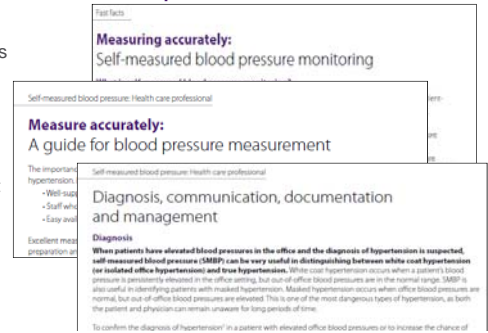 s
Fast facts
Measuring accurately:
Self-measured blood pressure monitoring
Self-measured blood pressure: Health care professional
Measure accurately:
A guide for blood pressure measurement
The importanc
hypertension.
• Well-sup
• Staff who
• Easy avai
Excellent meas
preparation an
Self-measured blood pressure: Health care professional
Diagnosis, communication, documentation
and management
Diagnosis
When patients have elevated blood pressures in the office and the diagnosis of hypertension is suspected,
self-measured blood pressure (SMBP) can be very useful in distinguishing between white coat hypertension
(or isolated office hypertension) and true hypertension. White coat hypertension occurs when a patient's blood
pressure is persistently elevated in the office setting, but out-of-office blood pressures are in the normal range. SMBP is
also useful in identifying patients with masked hypertension. Masked hypertension occurs when office blood pressures are
normal, but out-of-office blood pressures are elevated. This is one of the most dangerous types of hypertension, as both
the patient and physician can remain unaware for long periods of time.
To confirm the diagnosis of hypertension in a patient with elevated office blood pressures or to increase the chance of